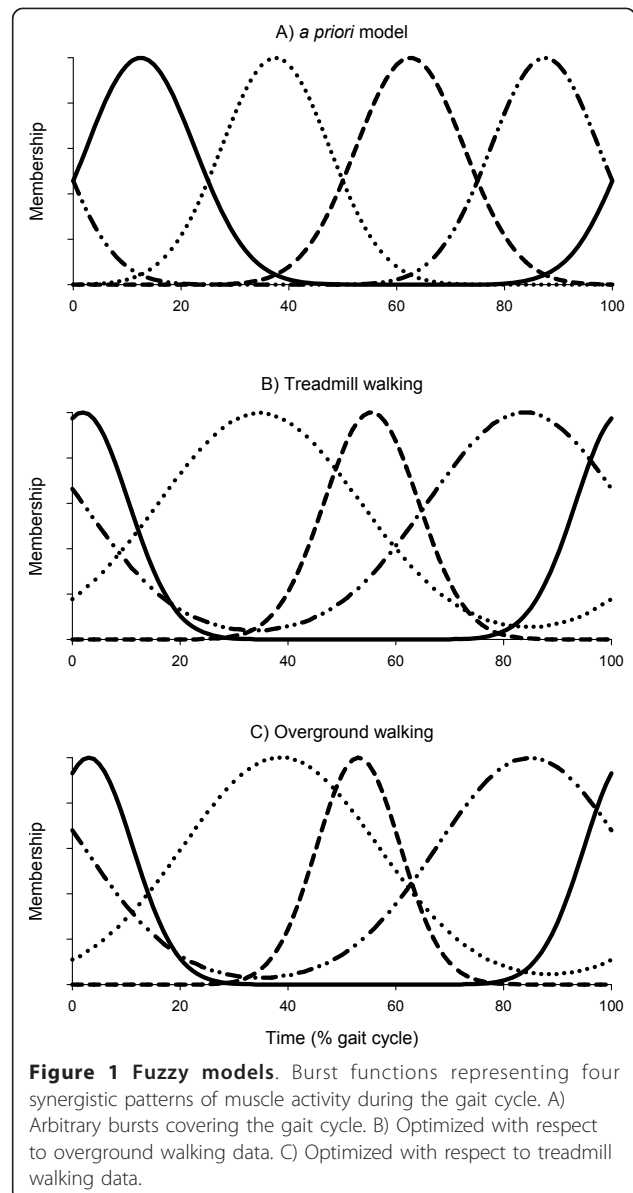 A) a priori model
Membership
0 20 40 60 80 100
B) Treadmill walking
Membership
0 20 40 60 80 100
C) Overground walking
Membership
0 20 40 60 80 100
Time (% gait cycle)
Figure 1 Fuzzy models. Burst functions representing four
synergistic patterns of muscle activity during the gait cycle. A)
Arbitrary bursts covering the gait cycle. B) Optimized with respect
to overground walking data. C) Optimized with respect to treadmill
walking data.